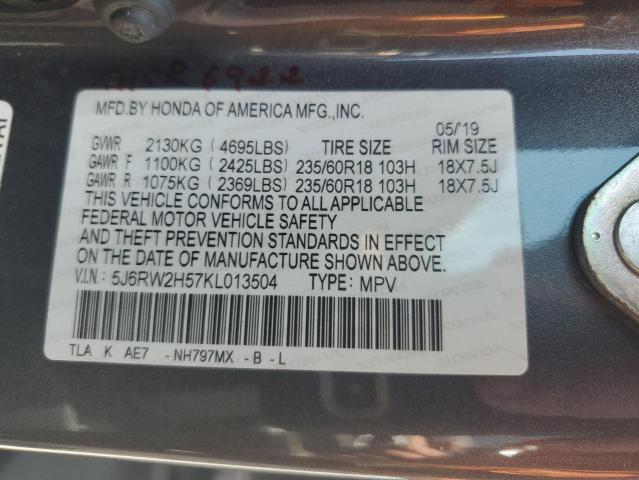 MFD.BY HONDA OF AMERICA MFG.,INC. 05/'19
GVWR 2130KG ( 4695LBS) TIRE SIZE RIM SIZE
GAWR F 1100KG ( 2425LBS) 235/60R18 103H 18X7.5J
GAWR R 1075KG ( 2369LBS) 235/60R18 103H 18X7.5J
THIS VEHICLE CONFORMS TO ALL APPLICABLE
FEDERAL MOTOR VEHICLE SAFETY
AND THEFT PREVENTION STANDARDS IN EFFECT
ON THE DATE OF MANUFACTURE SHOWN ABOVE.
V.I.N.: 5J6RW2H57KL013504 TYPE: MPV
TLA K AE7 -NH797MX -B -L